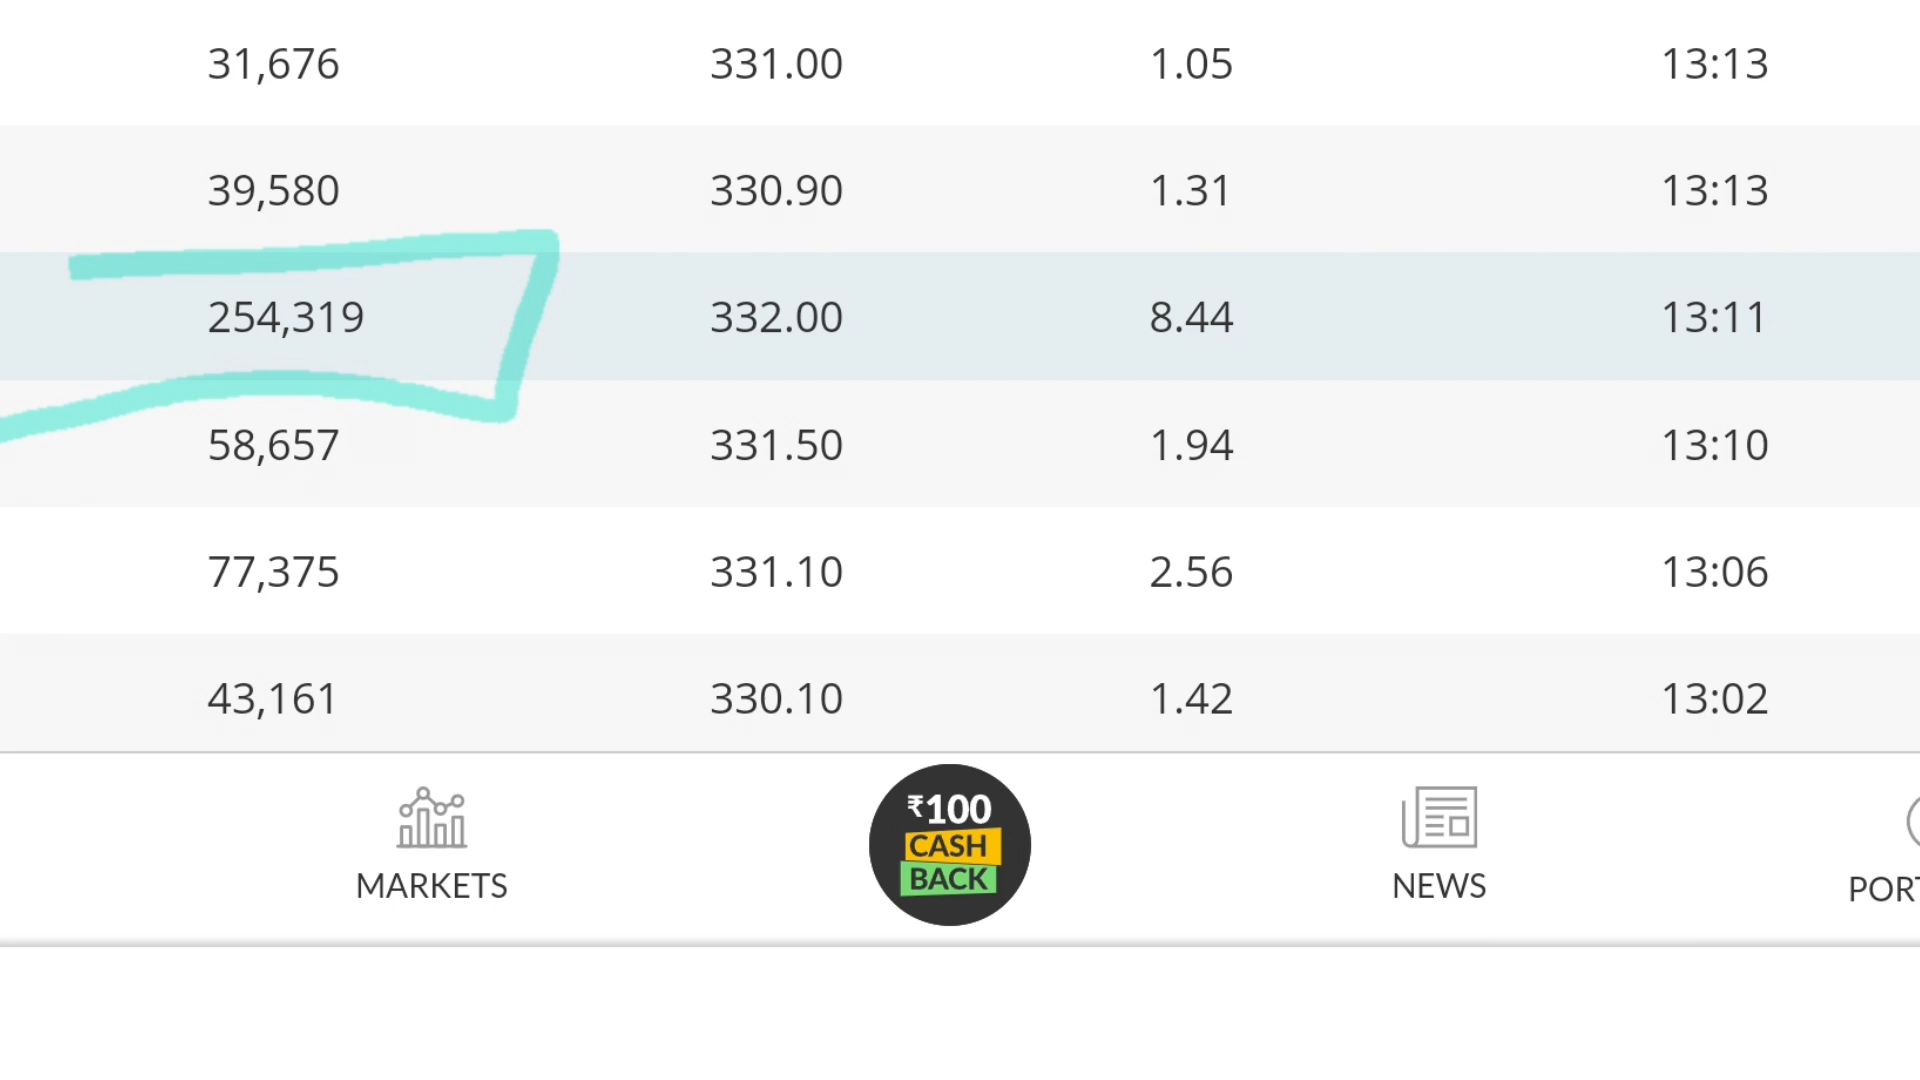 31,676 331.00 1.05 13:13
39,580 330.90 1.31 13:13
254,319 332.00 8.44 13:11
58,657 331.50 1.94 13:10
77,375 331.10 2.56 13:06
43,161 330.10 1.42 13:02
₹100
CASH
BACK
MARKETS NEWS